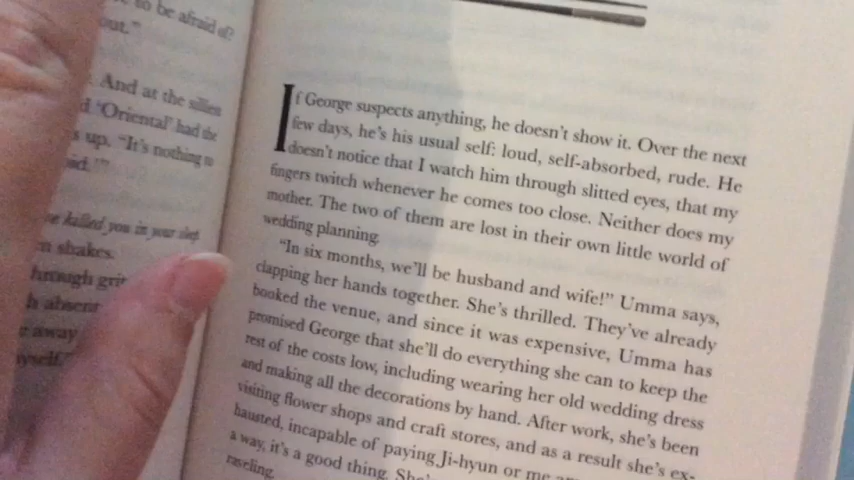 to be afraid of?
out."
And at the sillies
'Oriental' had the
s up. "It's nothing to
killed you in your sleep
shakes.
hrough grit
absent
away
myself."
If George suspects anything, he doesn't show it. Over the next
few days, he's his usual self: loud, self-absorbed, rude. He
doesn't notice that I watch him through slitted eyes, that my
fingers twitch whenever he comes too close. Neither does my
mother. The two of them are lost in their own little world of
wedding planning.
"In six months, we'll be husband and wife!" Umma says,
clapping her hands together. She's thrilled. They've already
booked the venue, and since it was expensive, Umma has
promised George that she'll do everything she can to keep the
rest of the costs low, including wearing her old wedding dress
and making all the decorations by hand. After work, she's been
visiting flower shops and craft stores, and as a result she's ex-
hausted, incapable of paying Ji-hyun or me
a way, it's a good thing. She'
raveling.